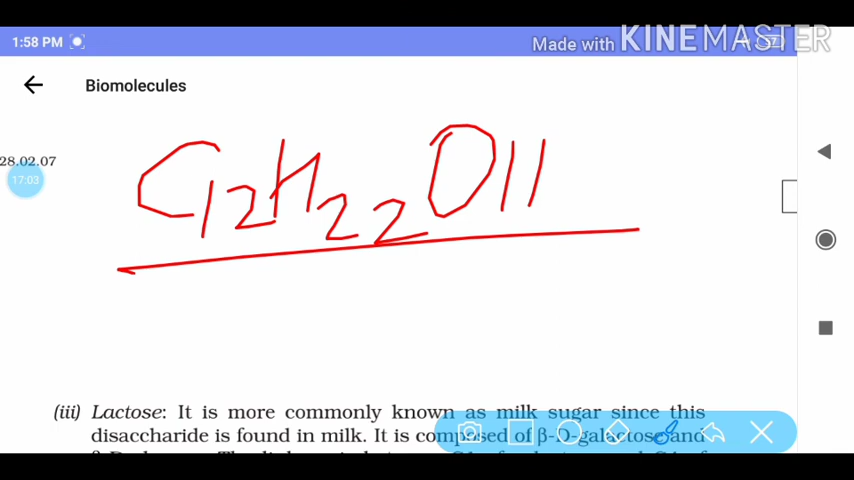 1:58 PM
Made with KINEMASTER
Biomolecules
28.02.07
17:03
C12H22O11
(iii) Lactose: It is more commonly known as milk sugar since this
disaccharide is found in milk. It is composed of β-D-galactose and